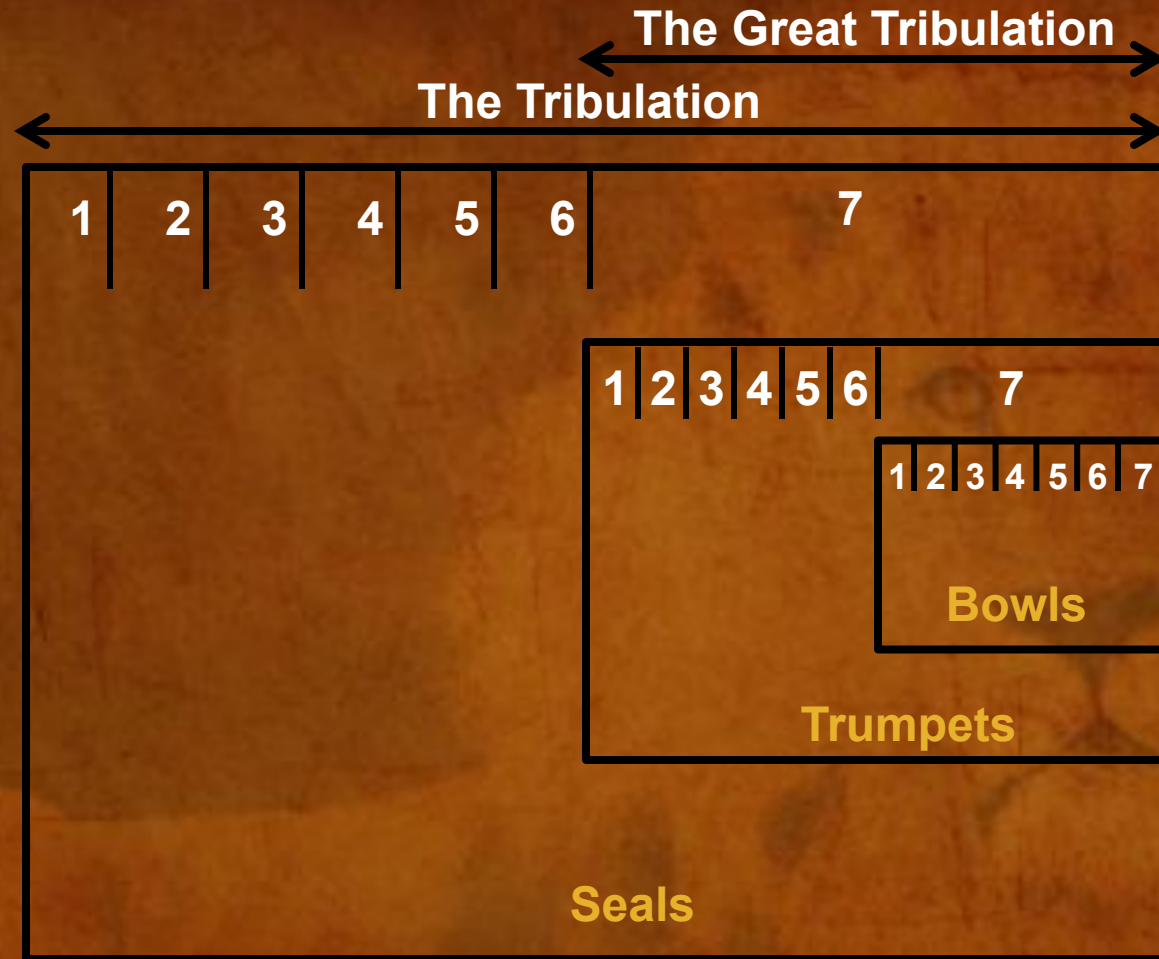 The Great Tribulation
The Tribulation
1 2 3 4 5 6 7
1 2 3 4 5 6 7
1 2 3 4 5 6 7
Bowls
Trumpets
Seals